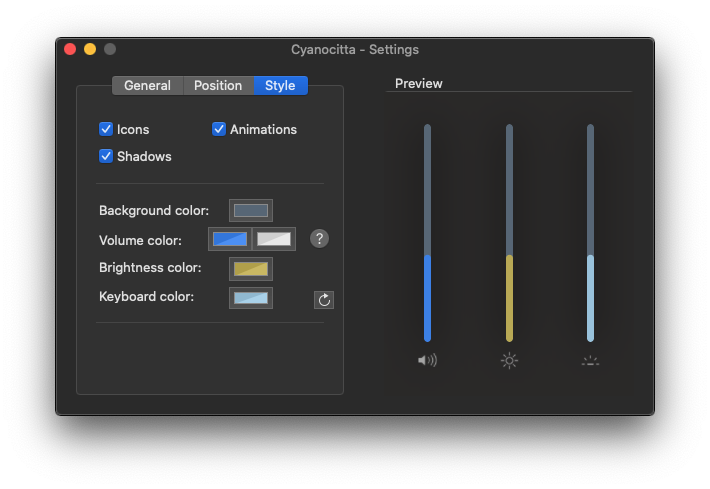 Cyanocitta - Settings
General Position Style
Icons Animations
Shadows
Background color:
Volume color: ?
Brightness color:
Keyboard color:
Preview